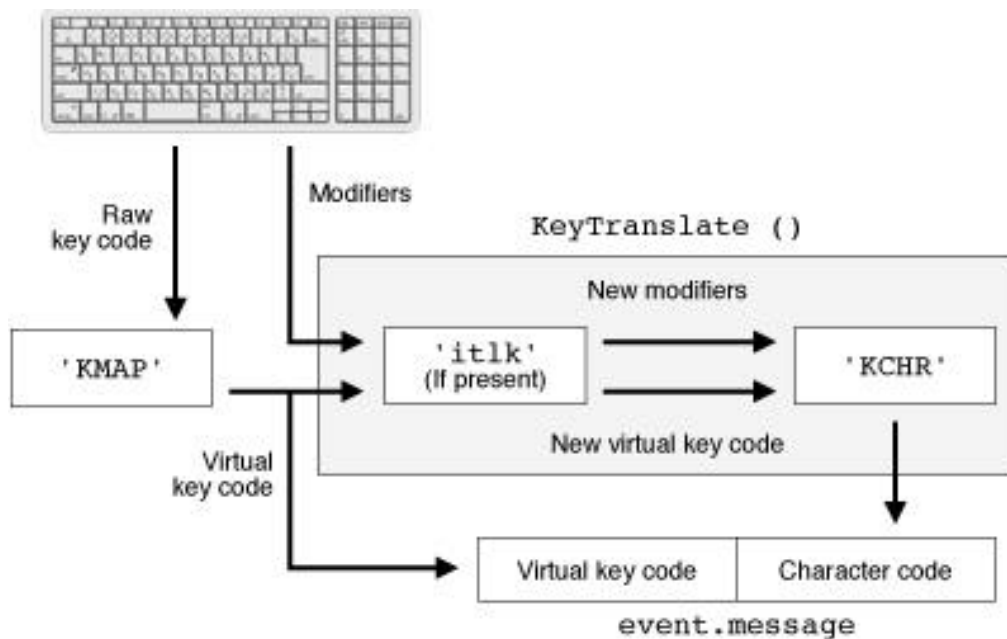 Modifiers
Raw
key code
KeyTranslate ()
New modifiers
'KMAP'
'itlk'
(If present)
'KCHR'
New virtual key code
Virtual
key code
Virtual key code
Character code
event.message